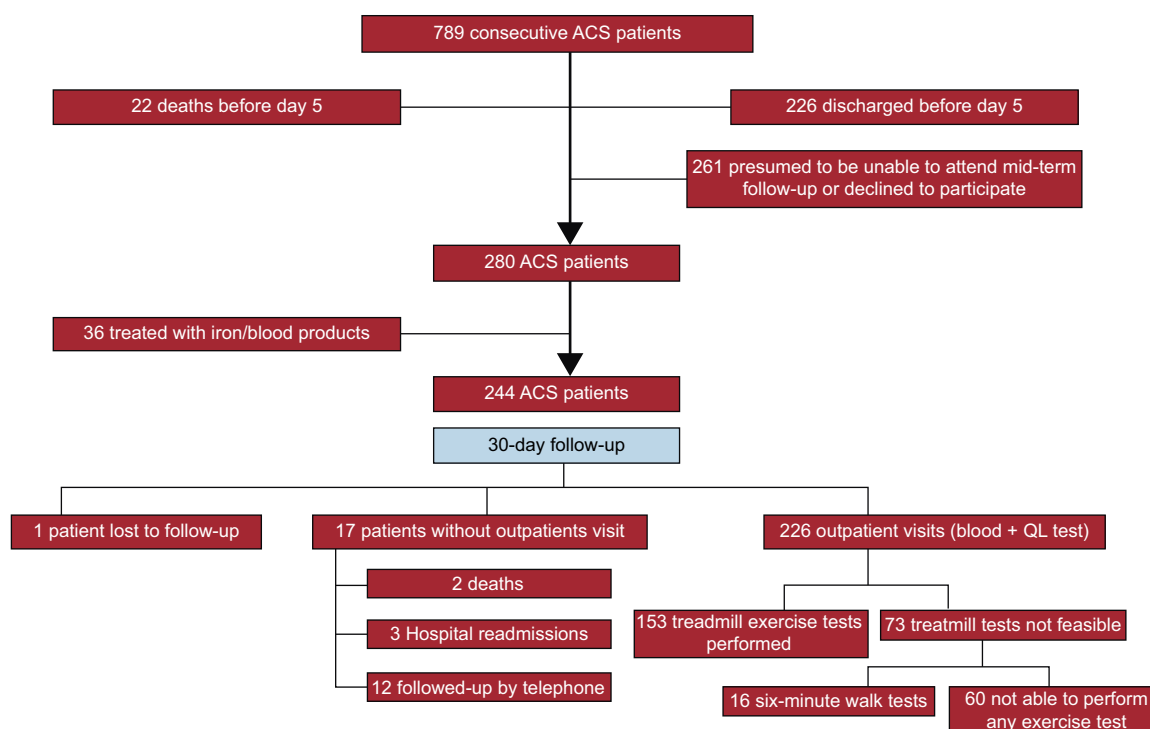 789 consecutive ACS patients
22 deaths before day 5
226 discharged before day 5
261 presumed to be unable to attend mid-term
follow-up or declined to participate
280 ACS patients
36 treated with iron/blood products
244 ACS patients
30-day follow-up
1 patient lost to follow-up
17 patients without outpatients visit
226 outpatient visits (blood + QL test)
2 deaths
3 Hospital readmissions
12 followed-up by telephone
153 treadmill exercise tests
performed
73 treatmill tests not feasible
16 six-minute walk tests
60 not able to perform
any exercise test